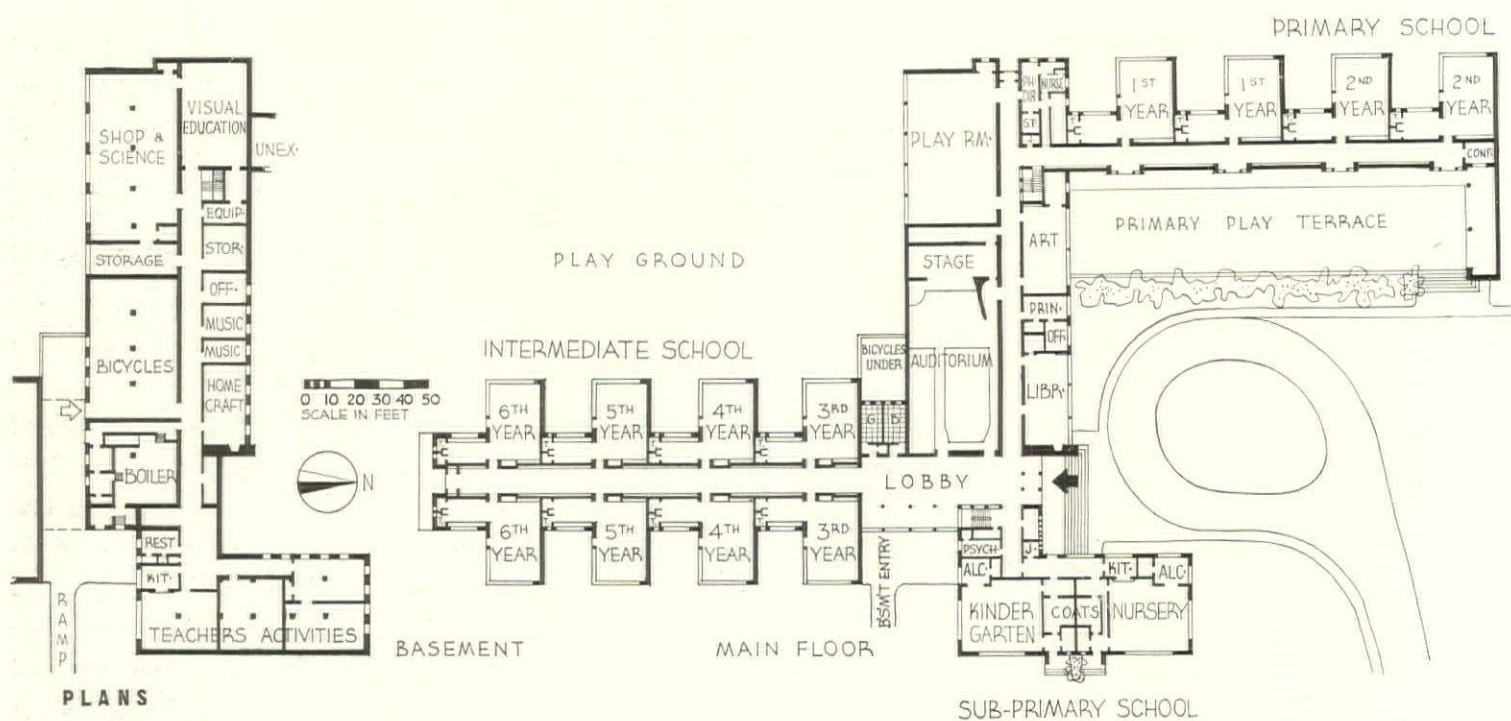 PRIMARY SCHOOL
VISUAL
EDUCATION
SHOP &
SCIENCE
UNEX.
EQUIP.
STOR.
STORAGE
OFF.
MUSIC
MUSIC
BICYCLES
HOME
CRAFT
BOILER
REST
KIT.
TEACHERS ACTIVITIES
RAMP
BASEMENT
0 10 20 30 40 50
SCALE IN FEET
N
PLAY GROUND
INTERMEDIATE SCHOOL
6TH
YEAR
5TH
YEAR
4TH
YEAR
3RD
YEAR
6TH
YEAR
5TH
YEAR
4TH
YEAR
3RD
YEAR
BICYCLES
UNDER
G
B
LOBBY
PLAY RM.
STAGE
AUDITORIUM
PH.
DIR.
NURSE
ST.
1ST
YEAR
1ST
YEAR
2ND
YEAR
2ND
YEAR
T
T
T
T
T
T
T
T
T
T
T
T
CONF.
PRIMARY PLAY TERRACE
ART
PRIN.
OFF.
LIBR.
PSYCH.
J.
ALC.
KIT.
ALC.
KINDER
GARTEN
COATS
NURSERY
BSM'T ENTRY
MAIN FLOOR
SUB-PRIMARY SCHOOL
PLANS